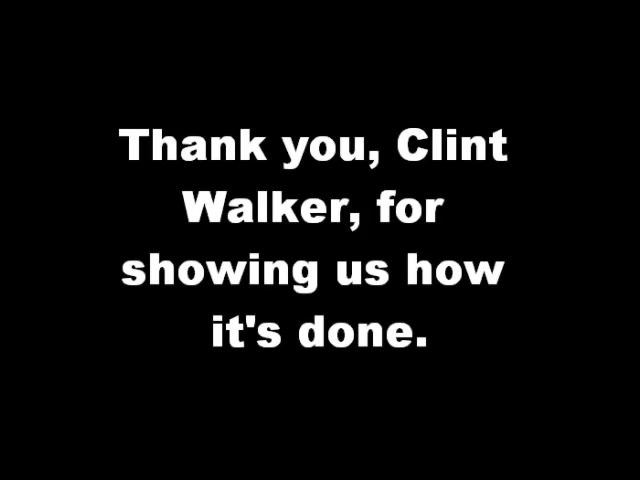 Thank you, Clint
Walker, for
showing us how
it's done.